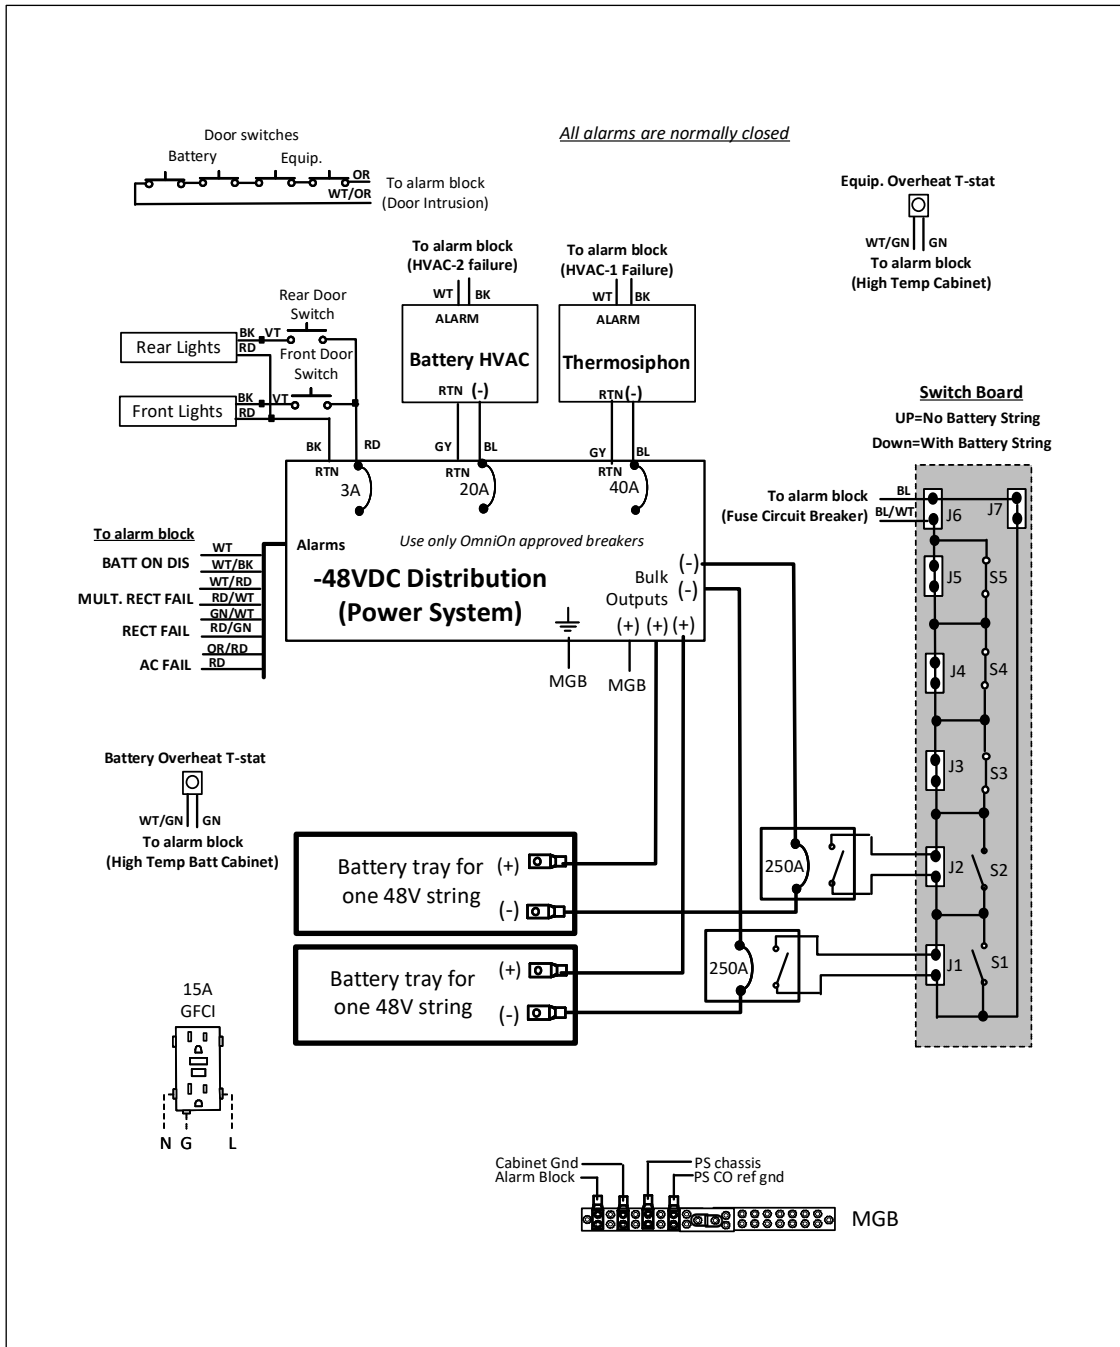 Door switches
Battery
Equip.
OR
WT/OR
To alarm block
(Door Intrusion)
All alarms are normally closed
Equip. Overheat T-stat
WT/GN
GN
To alarm block
(High Temp Cabinet)
To alarm block
(HVAC-2 failure)
WT
BK
ALARM
Battery HVAC
RTN (-)
GY
BL
To alarm block
(HVAC-1 Failure)
WT
BK
ALARM
Thermosiphon
RTN(-)
GY
BL
Rear Door
Switch
Rear Lights
BK
VT
RD
Front Door
Switch
Front Lights
BK
VT
RD
BK
RD
RTN
3A
RTN
20A
RTN
40A
Use only OmniOn approved breakers
Alarms
-48VDC Distribution
(Power System)
Bulk
Outputs
(-)
(-)
(+) (+) (+)
MGB
MGB
To alarm block
BATT ON DIS
WT
WT/BK
MULT. RECT FAIL
WT/RD
RD/WT
RECT FAIL
GN/WT
RD/GN
AC FAIL
OR/RD
RD
Switch Board
UP=No Battery String
Down=With Battery String
To alarm block
(Fuse Circuit Breaker)
BL
BL/WT
J6
J7
J5
S5
J4
S4
J3
S3
J2
S2
J1
S1
Battery Overheat T-stat
WT/GN
GN
To alarm block
(High Temp Batt Cabinet)
Battery tray for
one 48V string
(+)
(-)
250A
Battery tray for
one 48V string
(+)
(-)
250A
15A
GFCI
N G L
Cabinet Gnd
Alarm Block
PS chassis
PS CO ref gnd
MGB